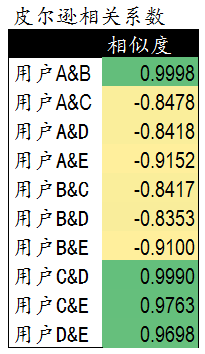 皮尔逊相关系数
相似度
用户A&B 0.9998
用户A&C -0.8478
用户A&D -0.8418
用户A&E -0.9152
用户B&C -0.8417
用户B&D -0.8353
用户B&E -0.9100
用户C&D 0.9990
用户C&E 0.9763
用户D&E 0.9698